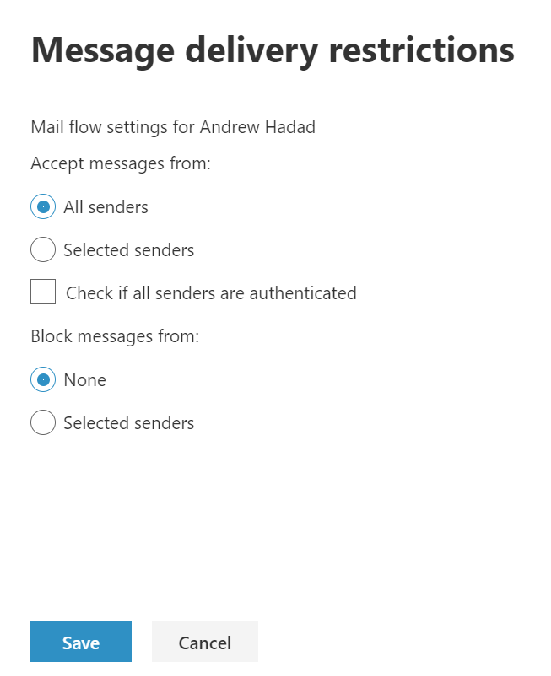 Message delivery restrictions
Mail flow settings for Andrew Hadad
Accept messages from:
All senders
Selected senders
Check if all senders are authenticated
Block messages from:
None
Selected senders
Save Cancel